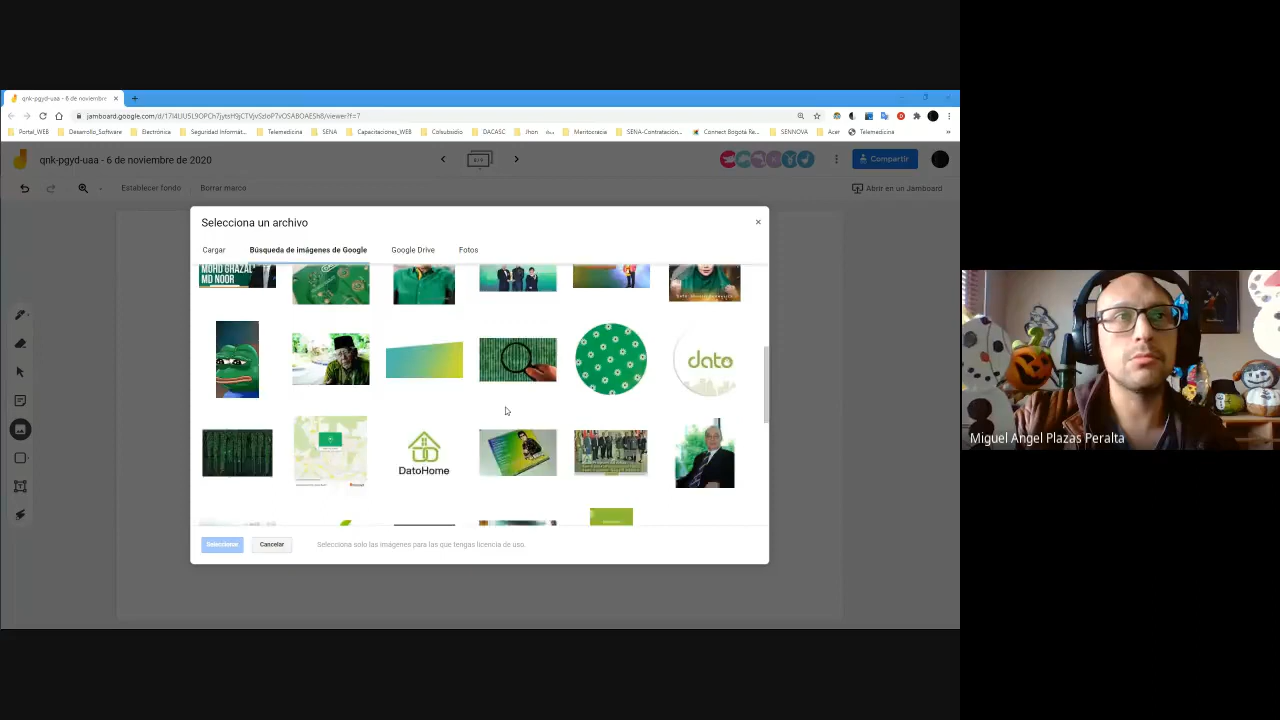 qnk-pgyd-uaa - 6 de noviembre
jamboard.google.com/d/17l4UU5L9OPCh7jytsH9jCTVjvSzIoP7vOSABOAESh8/viewer?f=7
Portal_WEB
Desarrollo_Software
Electrónica
Seguridad Informat...
Telemedicina
SENA
Capacitaciones_WEB
Colsubsidio
DACASC
Jhon
Meritocracia
SENA-Contratación...
Connect Bogotá Re...
SENNOVA
Acer
Telemedicina
qnk-pgyd-uaa - 6 de noviembre de 2020
Compartir
Establecer fondo
Borrar marco
Abrir en un Jamboard
Selecciona un archivo
Cargar
Búsqueda de imágenes de Google
Google Drive
Fotos
MOHD GHAZALI
MD NOOR
dato
DatoHome
Seleccionar
Cancelar
Selecciona solo las imágenes para las que tengas licencia de uso.
Miguel Angel Plazas Peralta